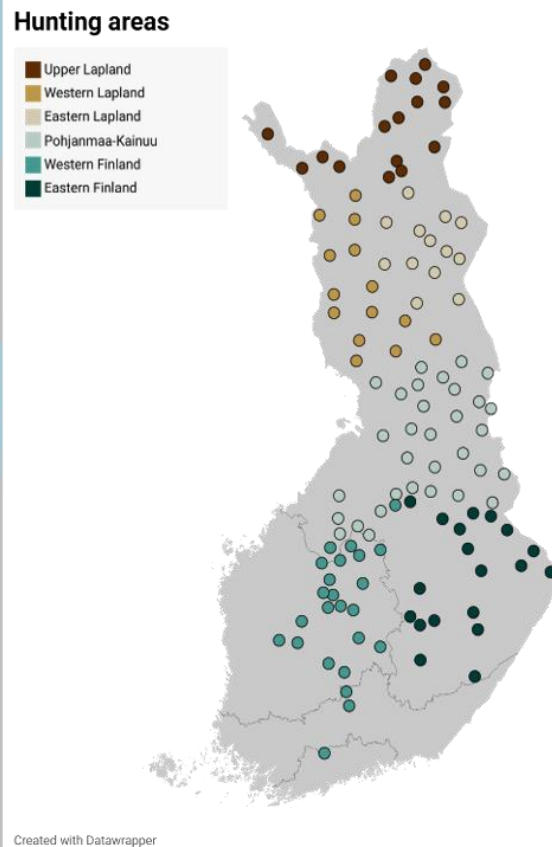 Hunting areas
Upper Lapland
Western Lapland
Eastern Lapland
Pohjanmaa-Kainuu
Western Finland
Eastern Finland
Created with Datawrapper